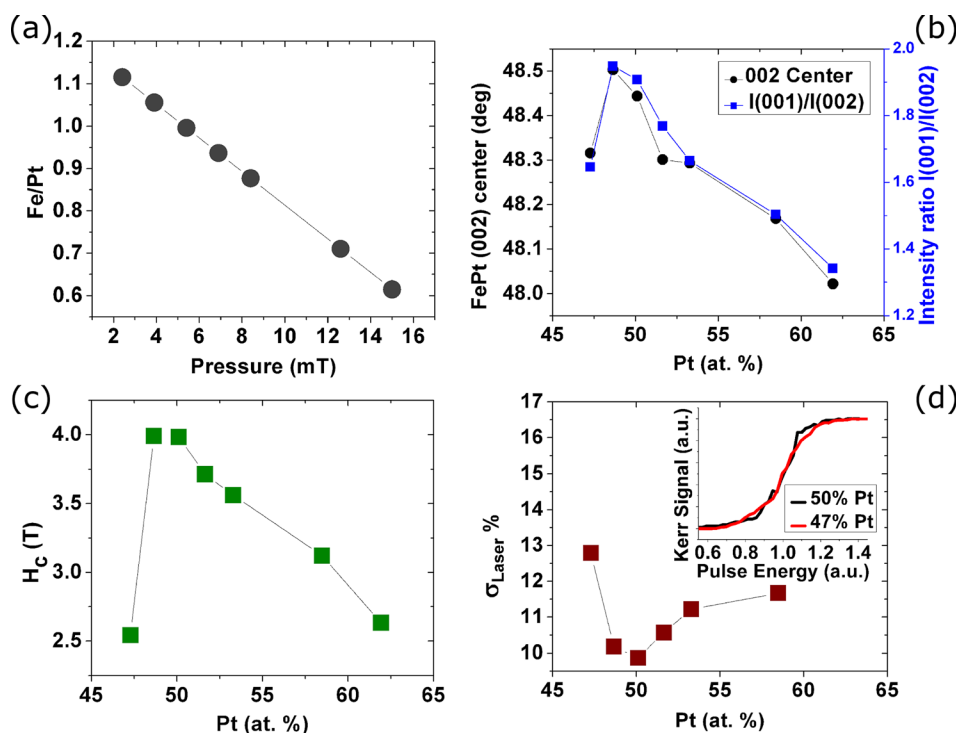 (a)
1.2
1.1
1.0
0.9
0.8
0.7
0.6
Fe/Pt
2 4 6 8 10 12 14 16
Pressure (mT)
(b)
48.5
48.4
48.3
48.2
48.1
48.0
FePt (002) center (deg)
002 Center
I(001)/I(002)
2.0
1.8
1.6
1.4
1.2
Intensity ratio I(001)/I(002)
45 50 55 60 65
Pt (at. %)
(c)
4.0
3.5
3.0
2.5
H_C (T)
45 50 55 60 65
Pt (at. %)
(d)
17
16
15
14
13
12
11
10
σ_Laser %
45 50 55 60 65
Pt (at. %)
Kerr Signal (a.u.)
50% Pt
47% Pt
0.6 0.8 1.0 1.2 1.4
Pulse Energy (a.u.)